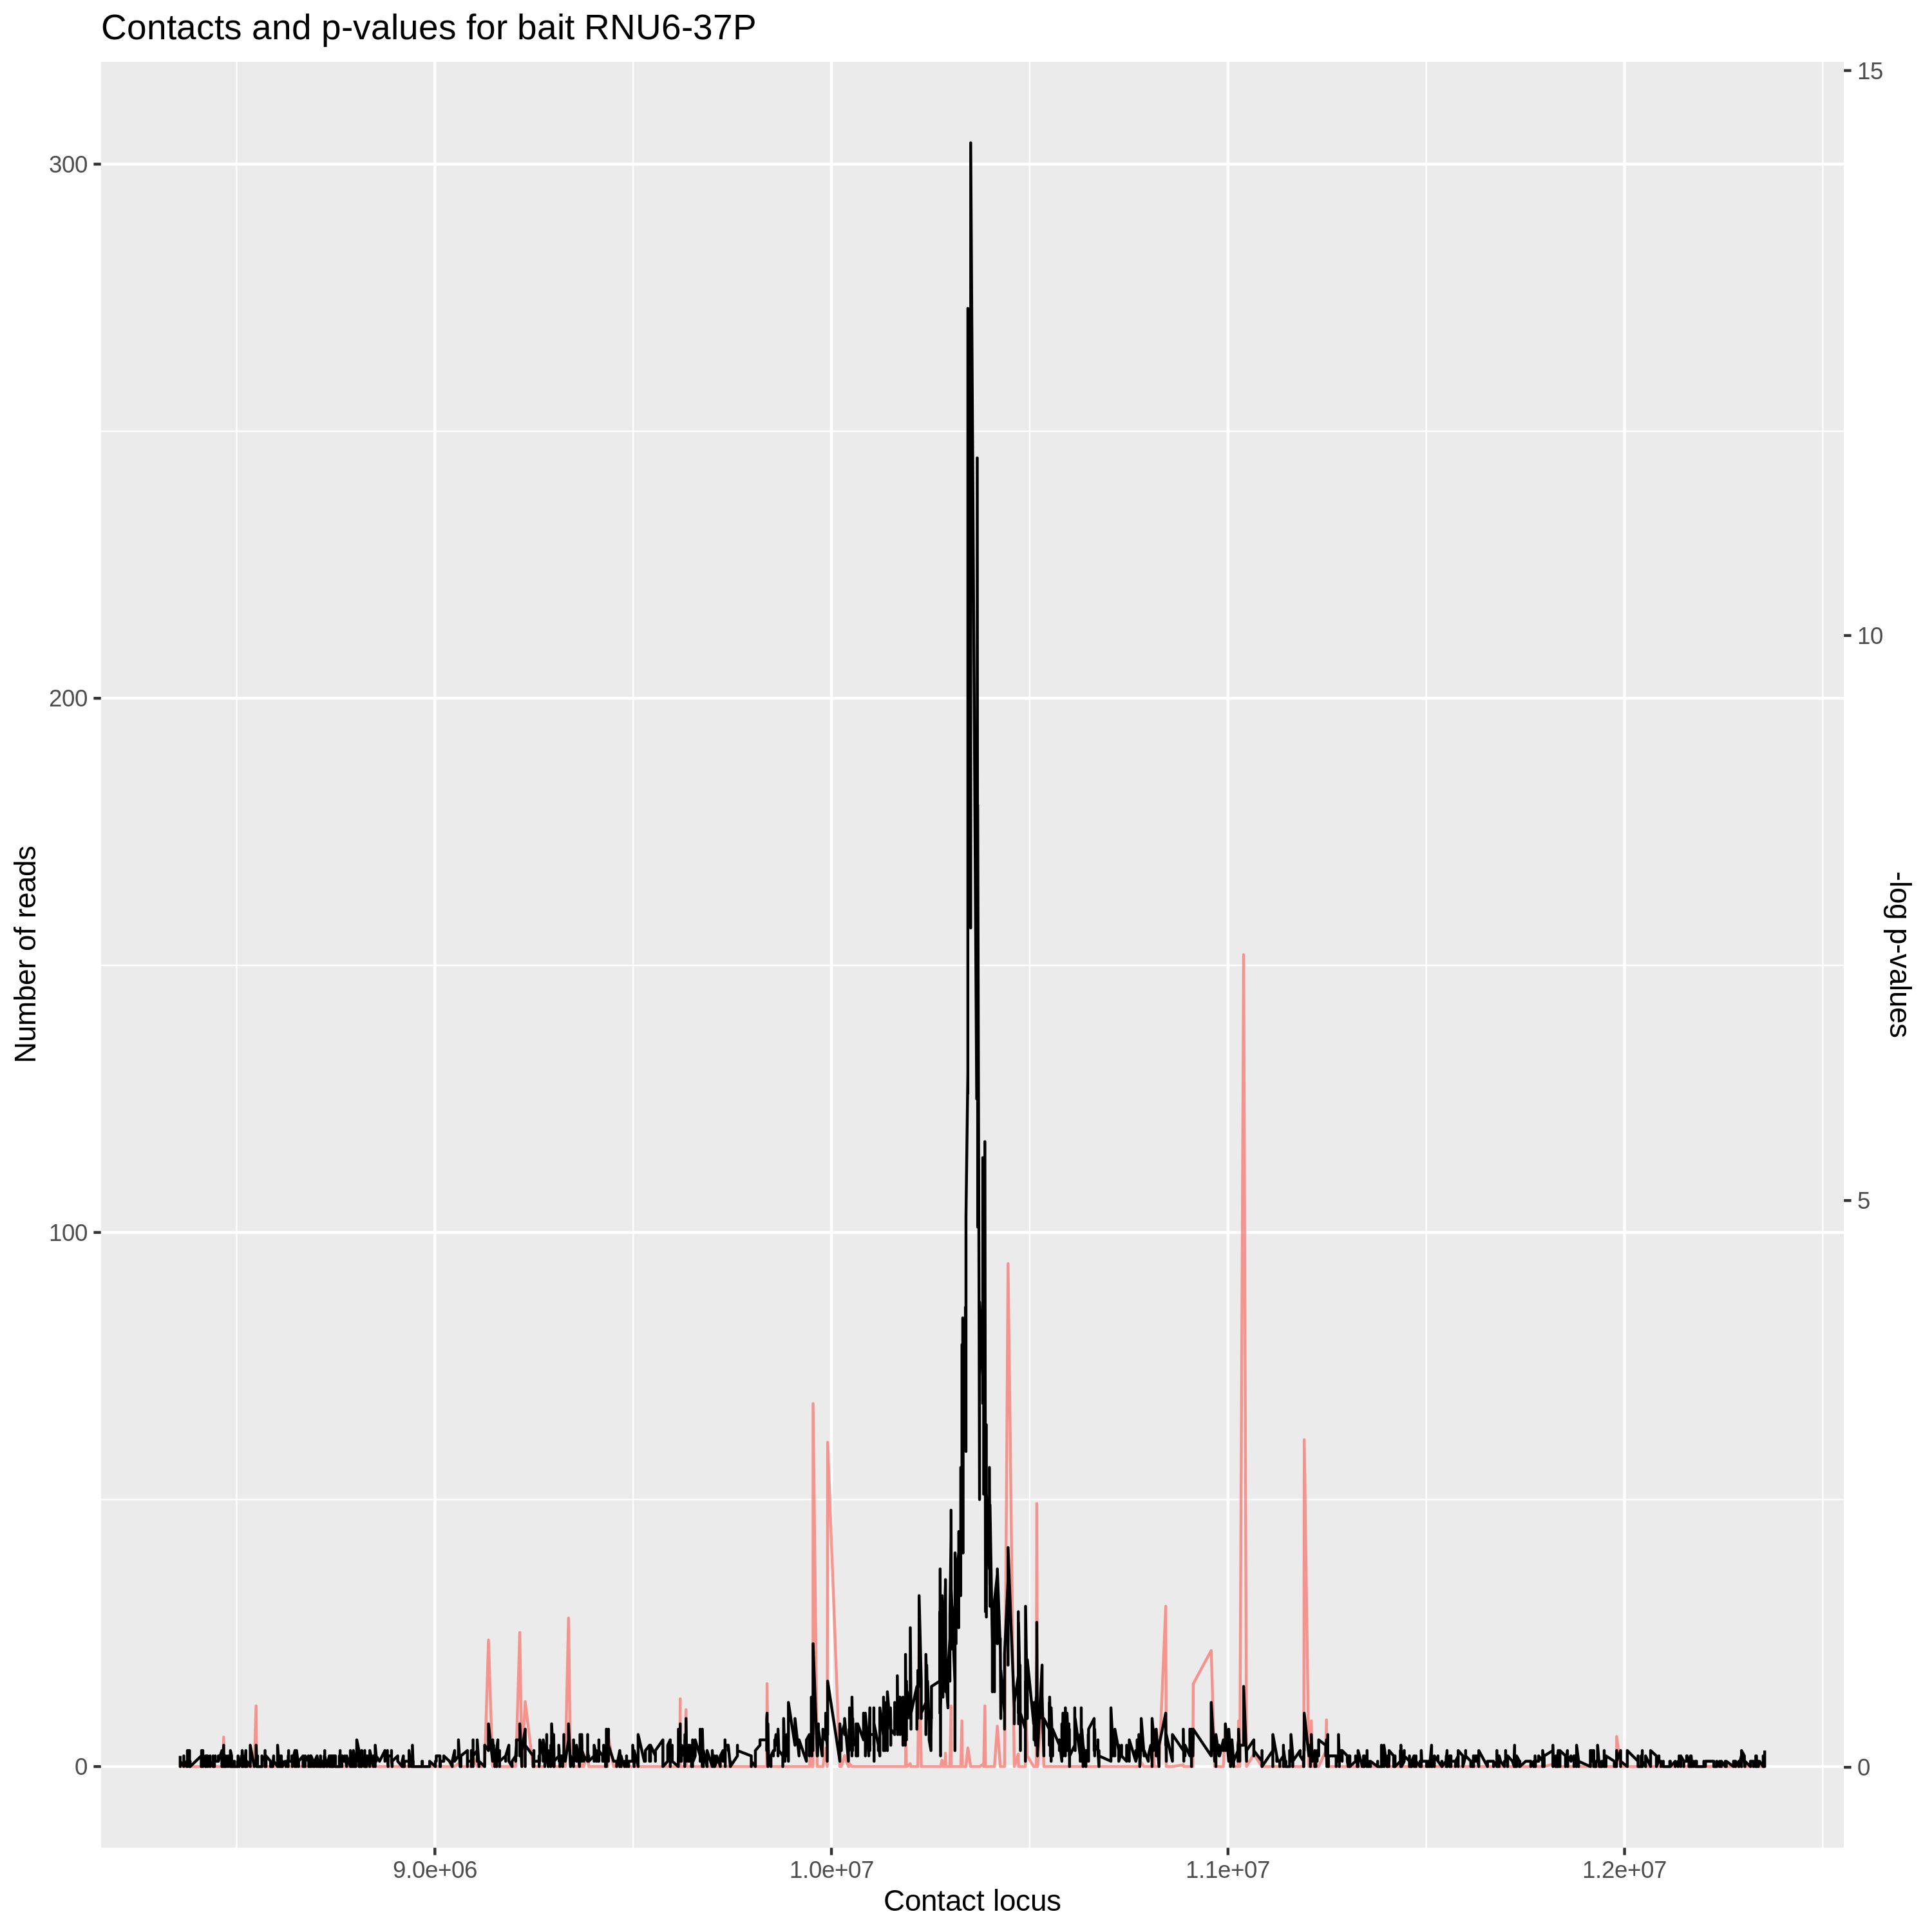 Contacts and p-values for bait RNU6-37P
300
200
100
0
Number of reads
15
10
5
0
-log p-values
9.0e+06
1.0e+07
1.1e+07
1.2e+07
Contact locus